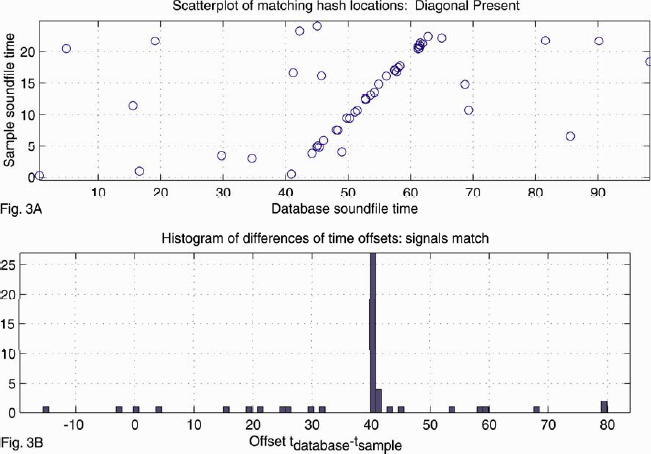 Scatterplot of matching hash locations: Diagonal Present
Sample soundfile time
20
15
10
5
0
10 20 30 40 50 60 70 80 90
Fig. 3A
Database soundfile time
Histogram of differences of time offsets: signals match
25
20
15
10
5
0
-10 0 10 20 30 40 50 60 70 80
Fig. 3B
Offset tdatabase-tsample